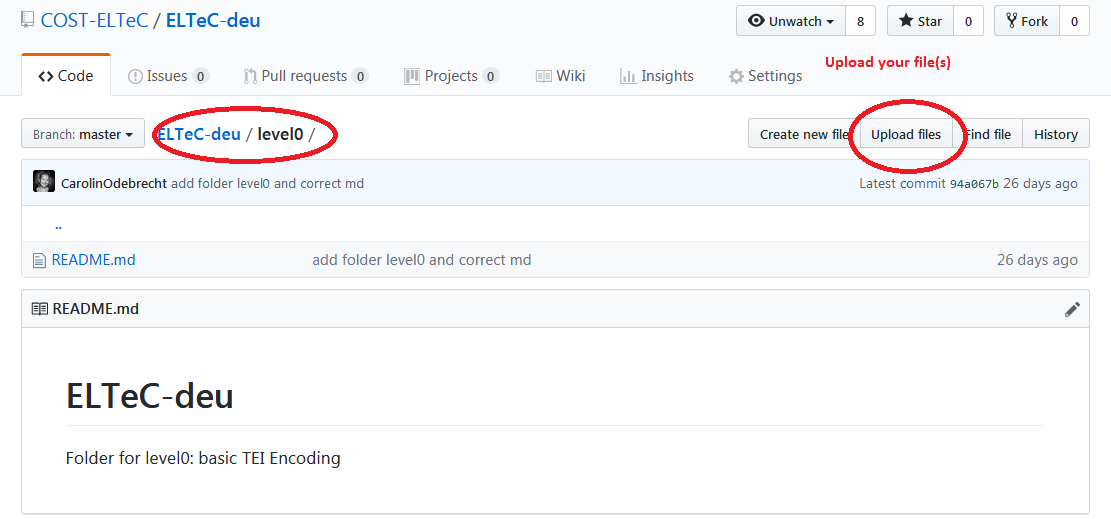 COST-ELTeC / ELTeC-deu Unwatch 8 Star 0 Fork 0
Code Issues 0 Pull requests 0 Projects 0 Wiki Insights Settings Upload your file(s)
Branch: master ELTeC-deu / level0 / Create new file Upload files Find file History
CarolinOdebrecht add folder level0 and correct md Latest commit 94a067b 26 days ago
..
README.md add folder level0 and correct md 26 days ago
README.md
ELTeC-deu
Folder for level0: basic TEI Encoding